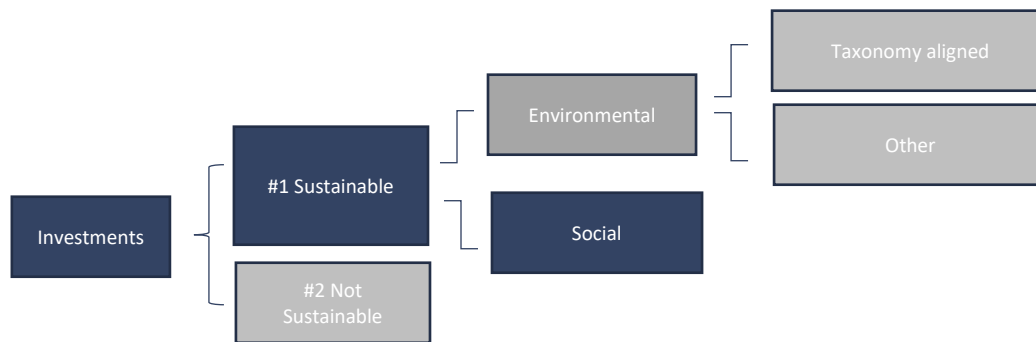 Taxonomy aligned
Environmental
Other
#1 Sustainable
Investments
Social
#2 Not
Sustainable